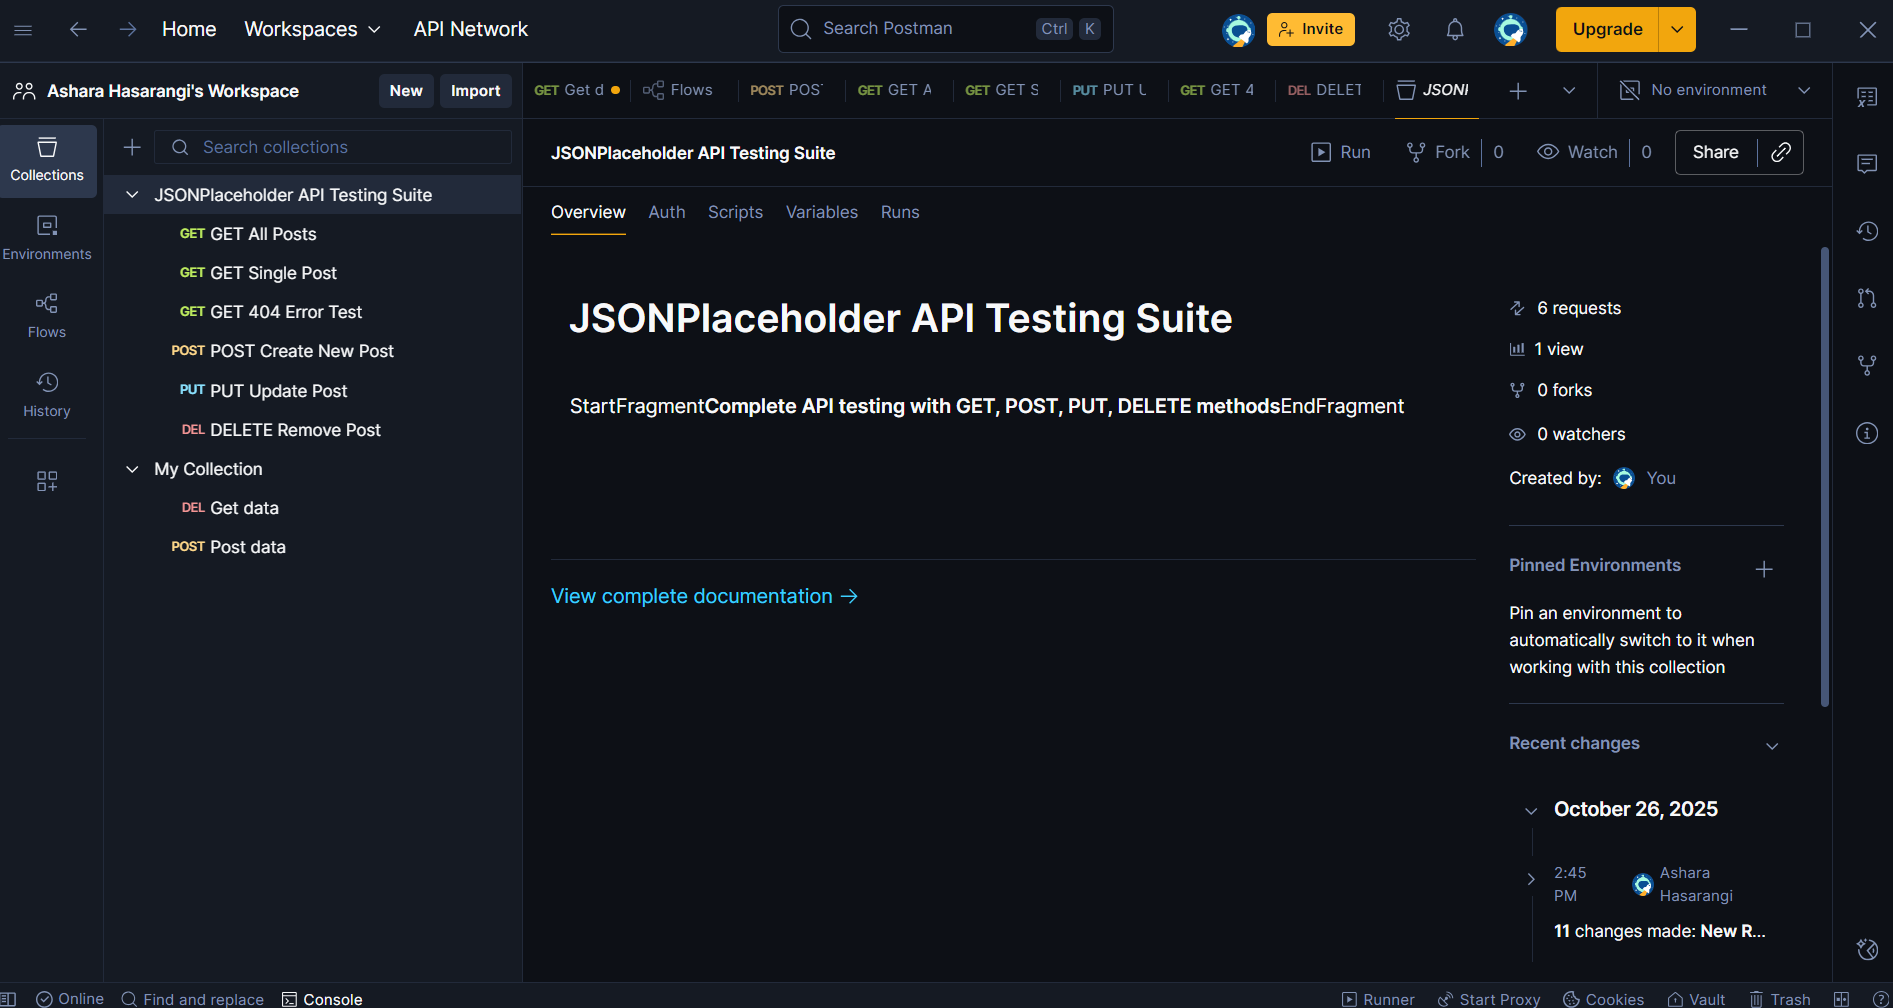 Home Workspaces API Network Search Postman Ctrl K Invite Upgrade
Ashara Hasarangi's Workspace New Import
GET Get d Flows POST POS GET GET A GET GET S PUT PUT U GET GET 4 DEL DELET JSONI No environment
Collections
Environments
Flows
History
Search collections
JSONPlaceholder API Testing Suite
GET GET All Posts
GET GET Single Post
GET GET 404 Error Test
POST POST Create New Post
PUT PUT Update Post
DEL DELETE Remove Post
My Collection
DEL Get data
POST Post data
JSONPlaceholder API Testing Suite Run Fork 0 Watch 0 Share
Overview Auth Scripts Variables Runs
JSONPlaceholder API Testing Suite
StartFragmentComplete API testing with GET, POST, PUT, DELETE methodsEndFragment
View complete documentation →
6 requests
1 view
0 forks
0 watchers
Created by: You
Pinned Environments
Pin an environment to
automatically switch to it when
working with this collection
Recent changes
October 26, 2025
2:45 PM Ashara Hasarangi
11 changes made: New R...
Online Find and replace Console Runner Start Proxy Cookies Vault Trash